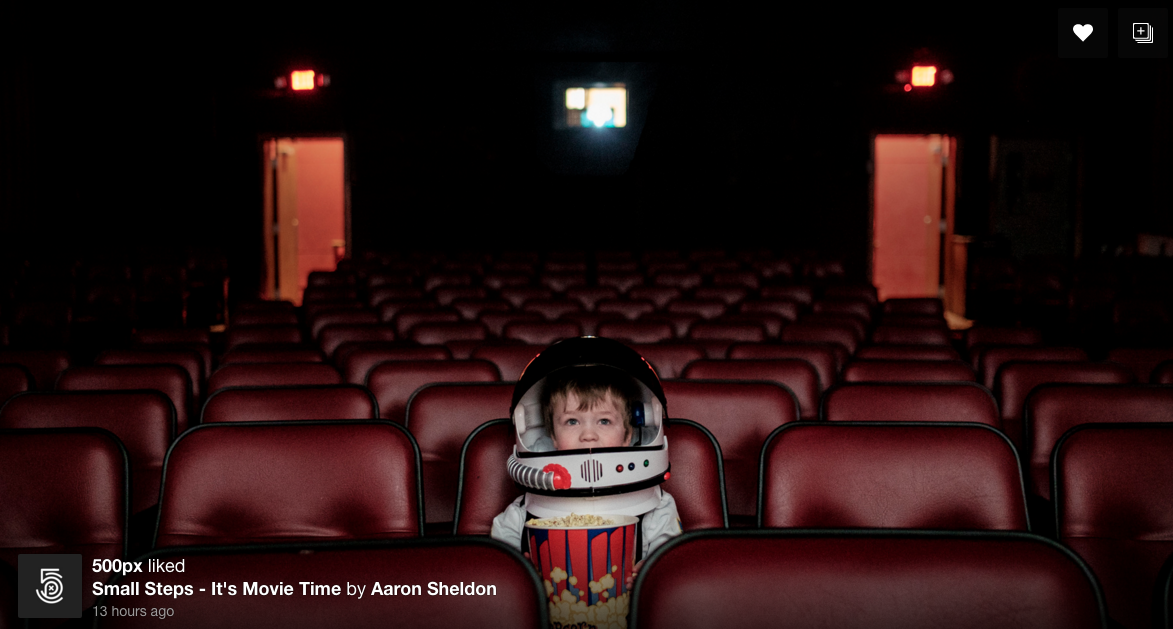 500px liked
Small Steps - It's Movie Time by Aaron Sheldon
13 hours ago